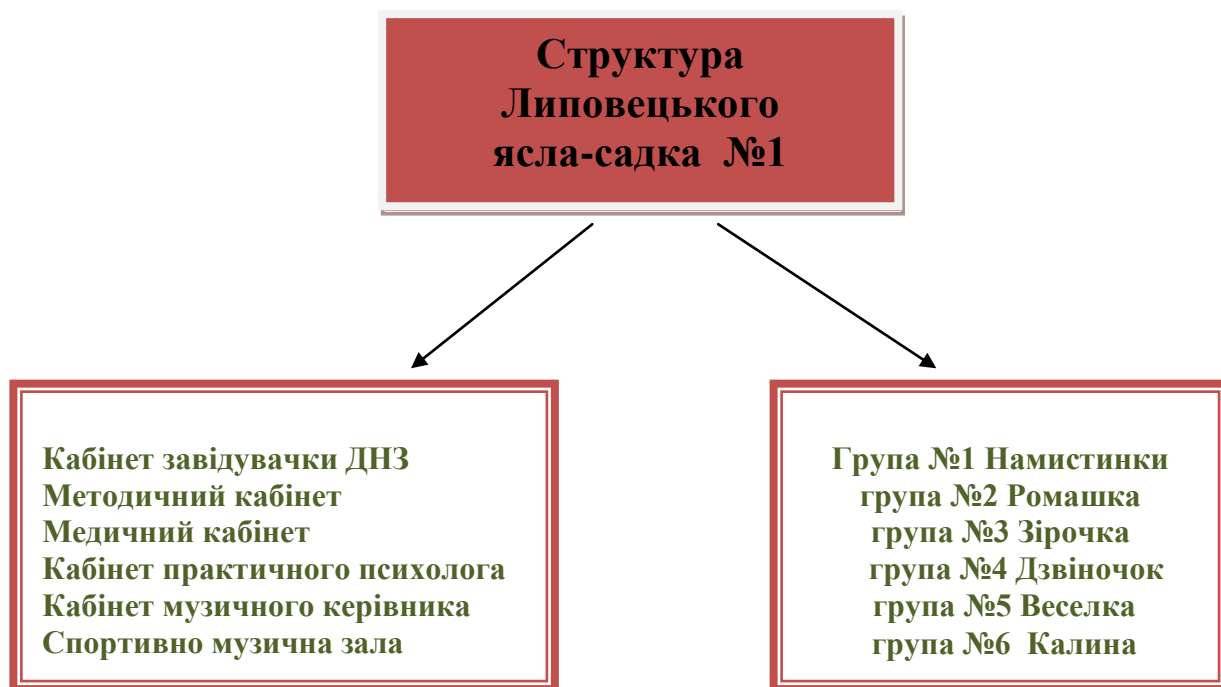 Структура
Липовецького
ясла-садка №1
Кабінет завідувачки ДНЗ
Методичний кабінет
Медичний кабінет
Кабінет практичного психолога
Кабінет музичного керівника
Спортивно музична зала
Група №1 Намистинки
група №2 Ромашка
група №3 Зірочка
група №4 Дзвіночок
група №5 Веселка
група №6 Калина